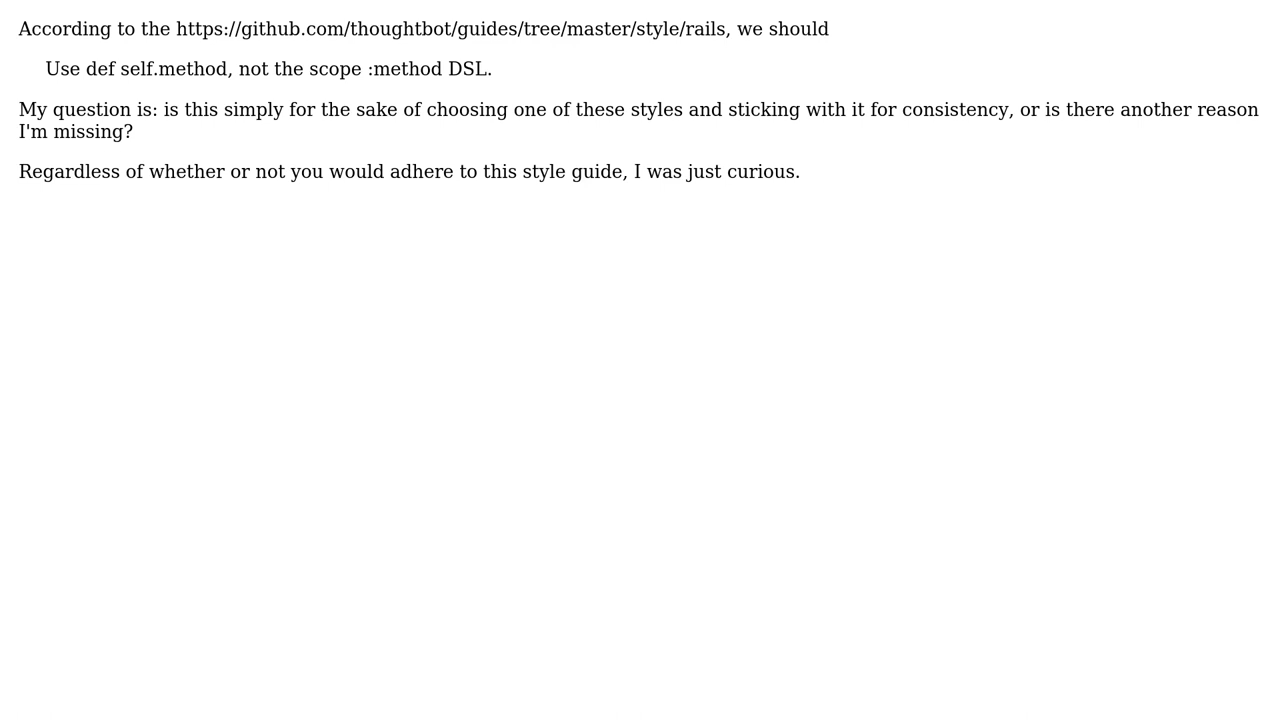 According to the https://github.com/thoughtbot/guides/tree/master/style/rails, we should
Use def self.method, not the scope :method DSL.
My question is: is this simply for the sake of choosing one of these styles and sticking with it for consistency, or is there another reason
I'm missing?
Regardless of whether or not you would adhere to this style guide, I was just curious.